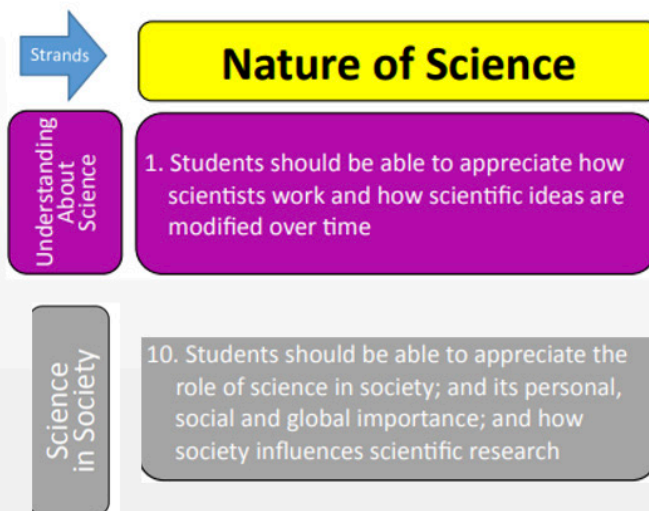 Strands
Nature of Science
Understanding
About
Science
1. Students should be able to appreciate how
scientists work and how scientific ideas are
modified over time
Science
in Society
10. Students should be able to appreciate the
role of science in society; and its personal,
social and global importance; and how
society influences scientific research